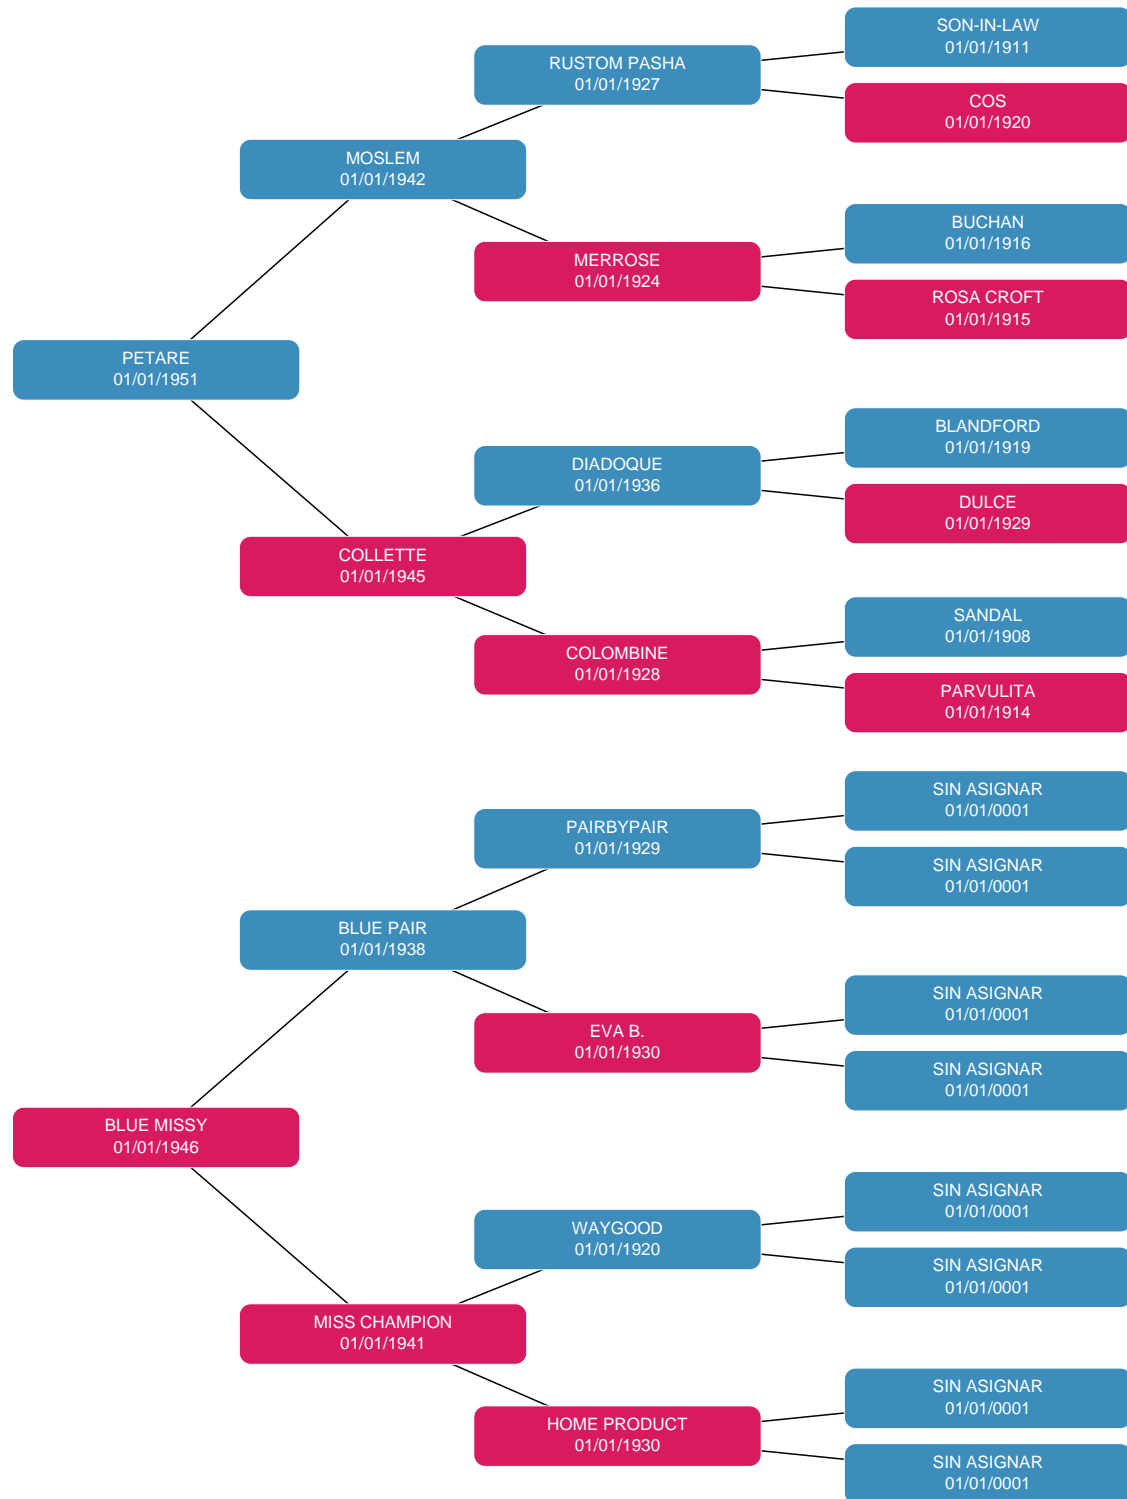 SON-IN-LAW
01/01/1911
RUSTOM PASHA
01/01/1927
COS
01/01/1920
MOSLEM
01/01/1942
BUCHAN
01/01/1916
MERROSE
01/01/1924
ROSA CROFT
01/01/1915
PETARE
01/01/1951
BLANDFORD
01/01/1919
DIADOQUE
01/01/1936
DULCE
01/01/1929
COLLETTE
01/01/1945
SANDAL
01/01/1908
COLOMBINE
01/01/1928
PARVULITA
01/01/1914
SIN ASIGNAR
01/01/0001
PAIRBYPAIR
01/01/1929
SIN ASIGNAR
01/01/0001
BLUE PAIR
01/01/1938
SIN ASIGNAR
01/01/0001
EVA B.
01/01/1930
SIN ASIGNAR
01/01/0001
BLUE MISSY
01/01/1946
SIN ASIGNAR
01/01/0001
WAYGOOD
01/01/1920
SIN ASIGNAR
01/01/0001
MISS CHAMPION
01/01/1941
SIN ASIGNAR
01/01/0001
HOME PRODUCT
01/01/1930
SIN ASIGNAR
01/01/0001